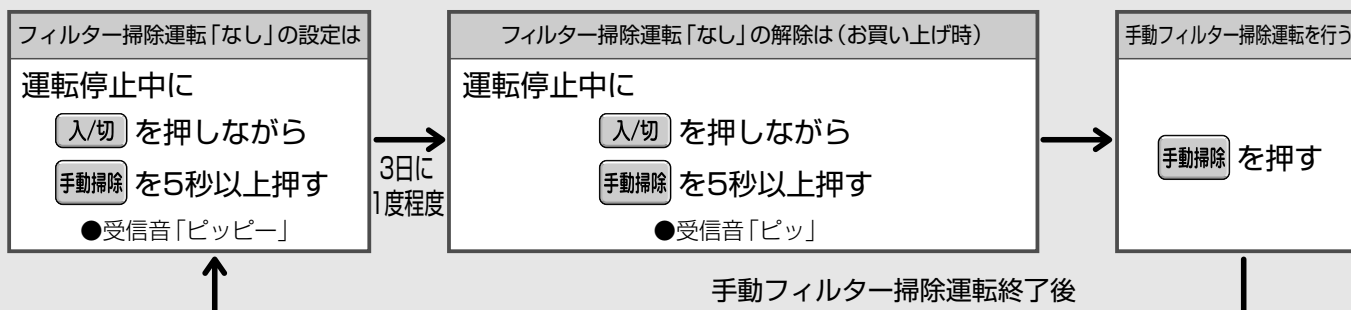 フィルター掃除運転「なし」の設定は
運転停止中に
入/切 を押しながら
手動掃除 を5秒以上押す
●受信音「ピッピー」
3日に
1度程度
フィルター掃除運転「なし」の解除は(お買い上げ時)
運転停止中に
入/切 を押しながら
手動掃除 を5秒以上押す
●受信音「ピッ」
手動フィルター掃除運転を行う
手動掃除 を押す
手動フィルター掃除運転終了後